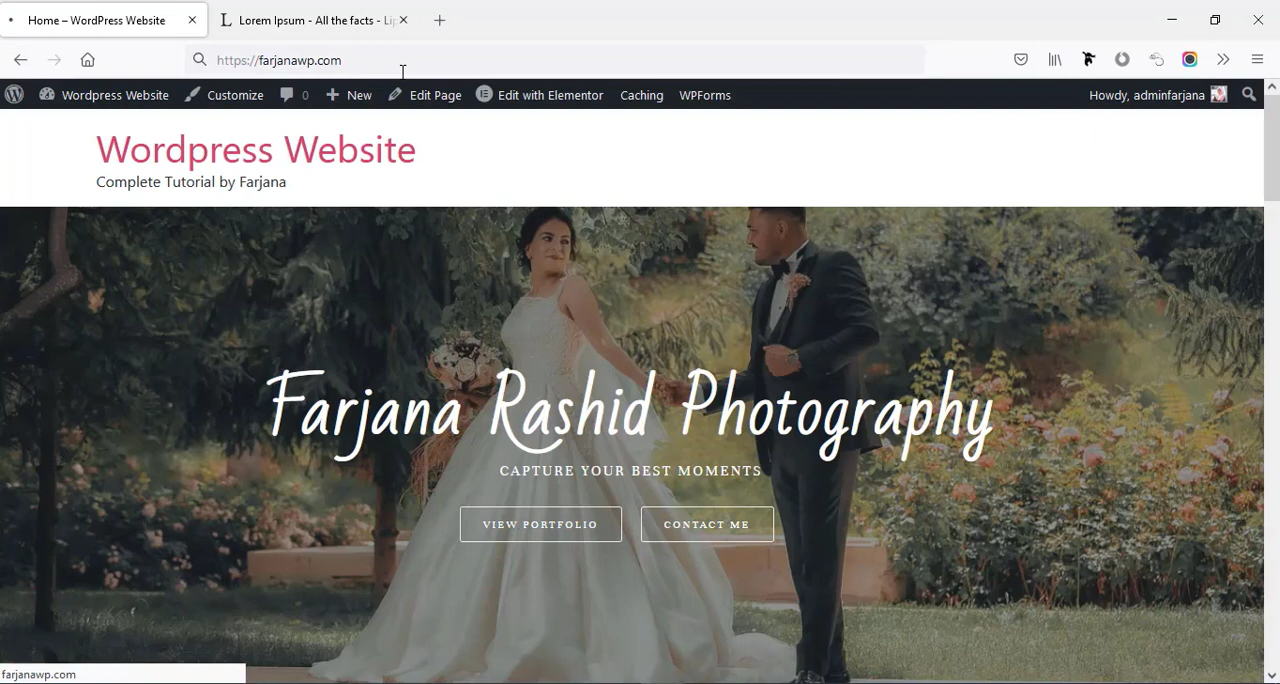 Home – WordPress Website
L Lorem Ipsum - All the facts - Lip
https://farjanawp.com
Wordpress Website Customize 0 New Edit Page Edit with Elementor Caching WPForms Howdy, adminfarjana
Wordpress Website
Complete Tutorial by Farjana
Farjana Rashid Photography
CAPTURE YOUR BEST MOMENTS
VIEW PORTFOLIO
CONTACT ME
farjanawp.com